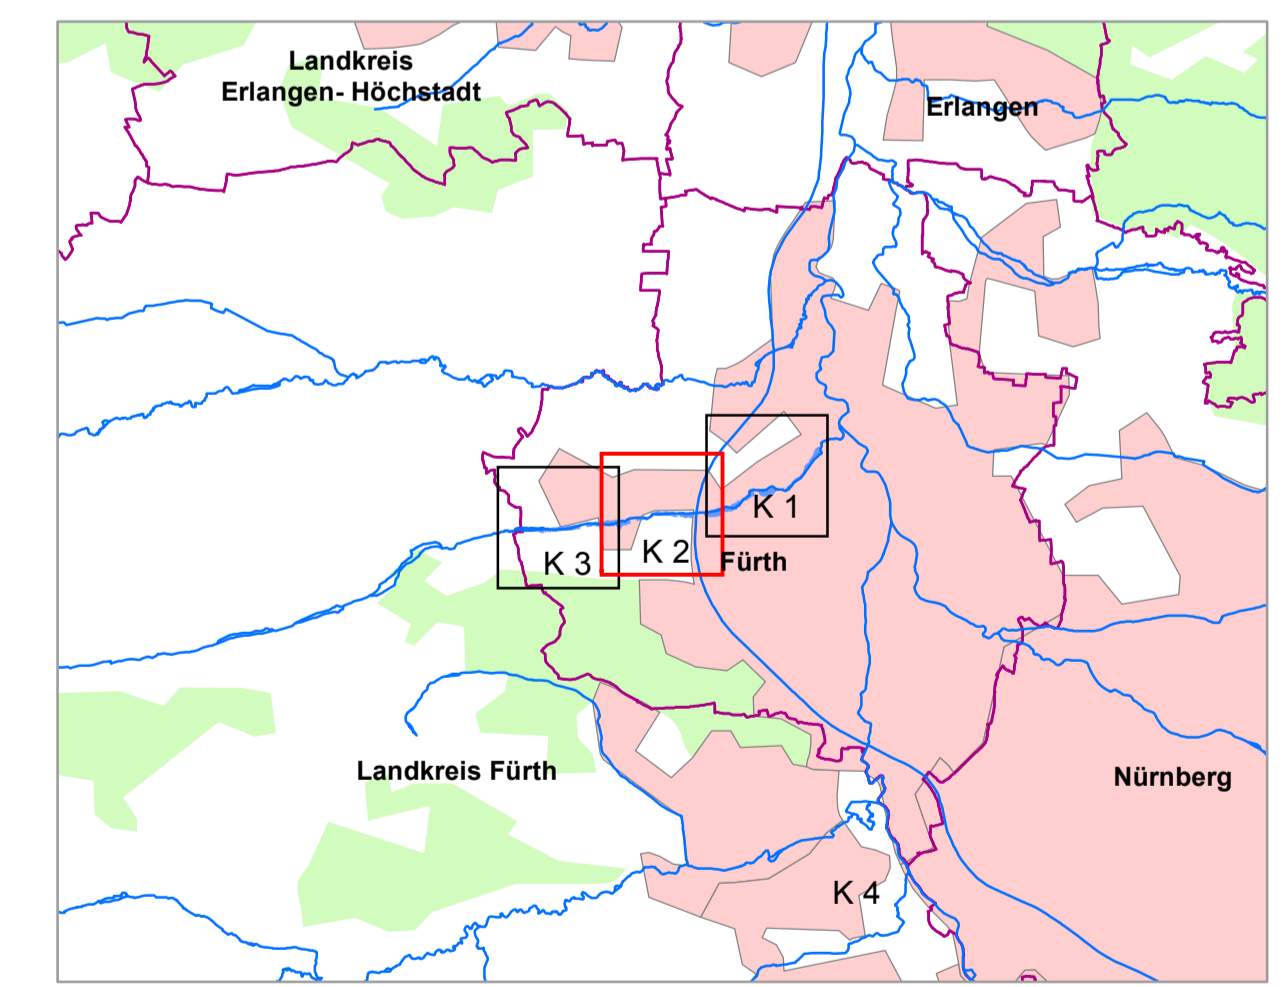 Landkreis
Erlangen- Höchstadt
Erlangen
K 1
K 2
K 3
Fürth
Landkreis Fürth
Nürnberg
K 4